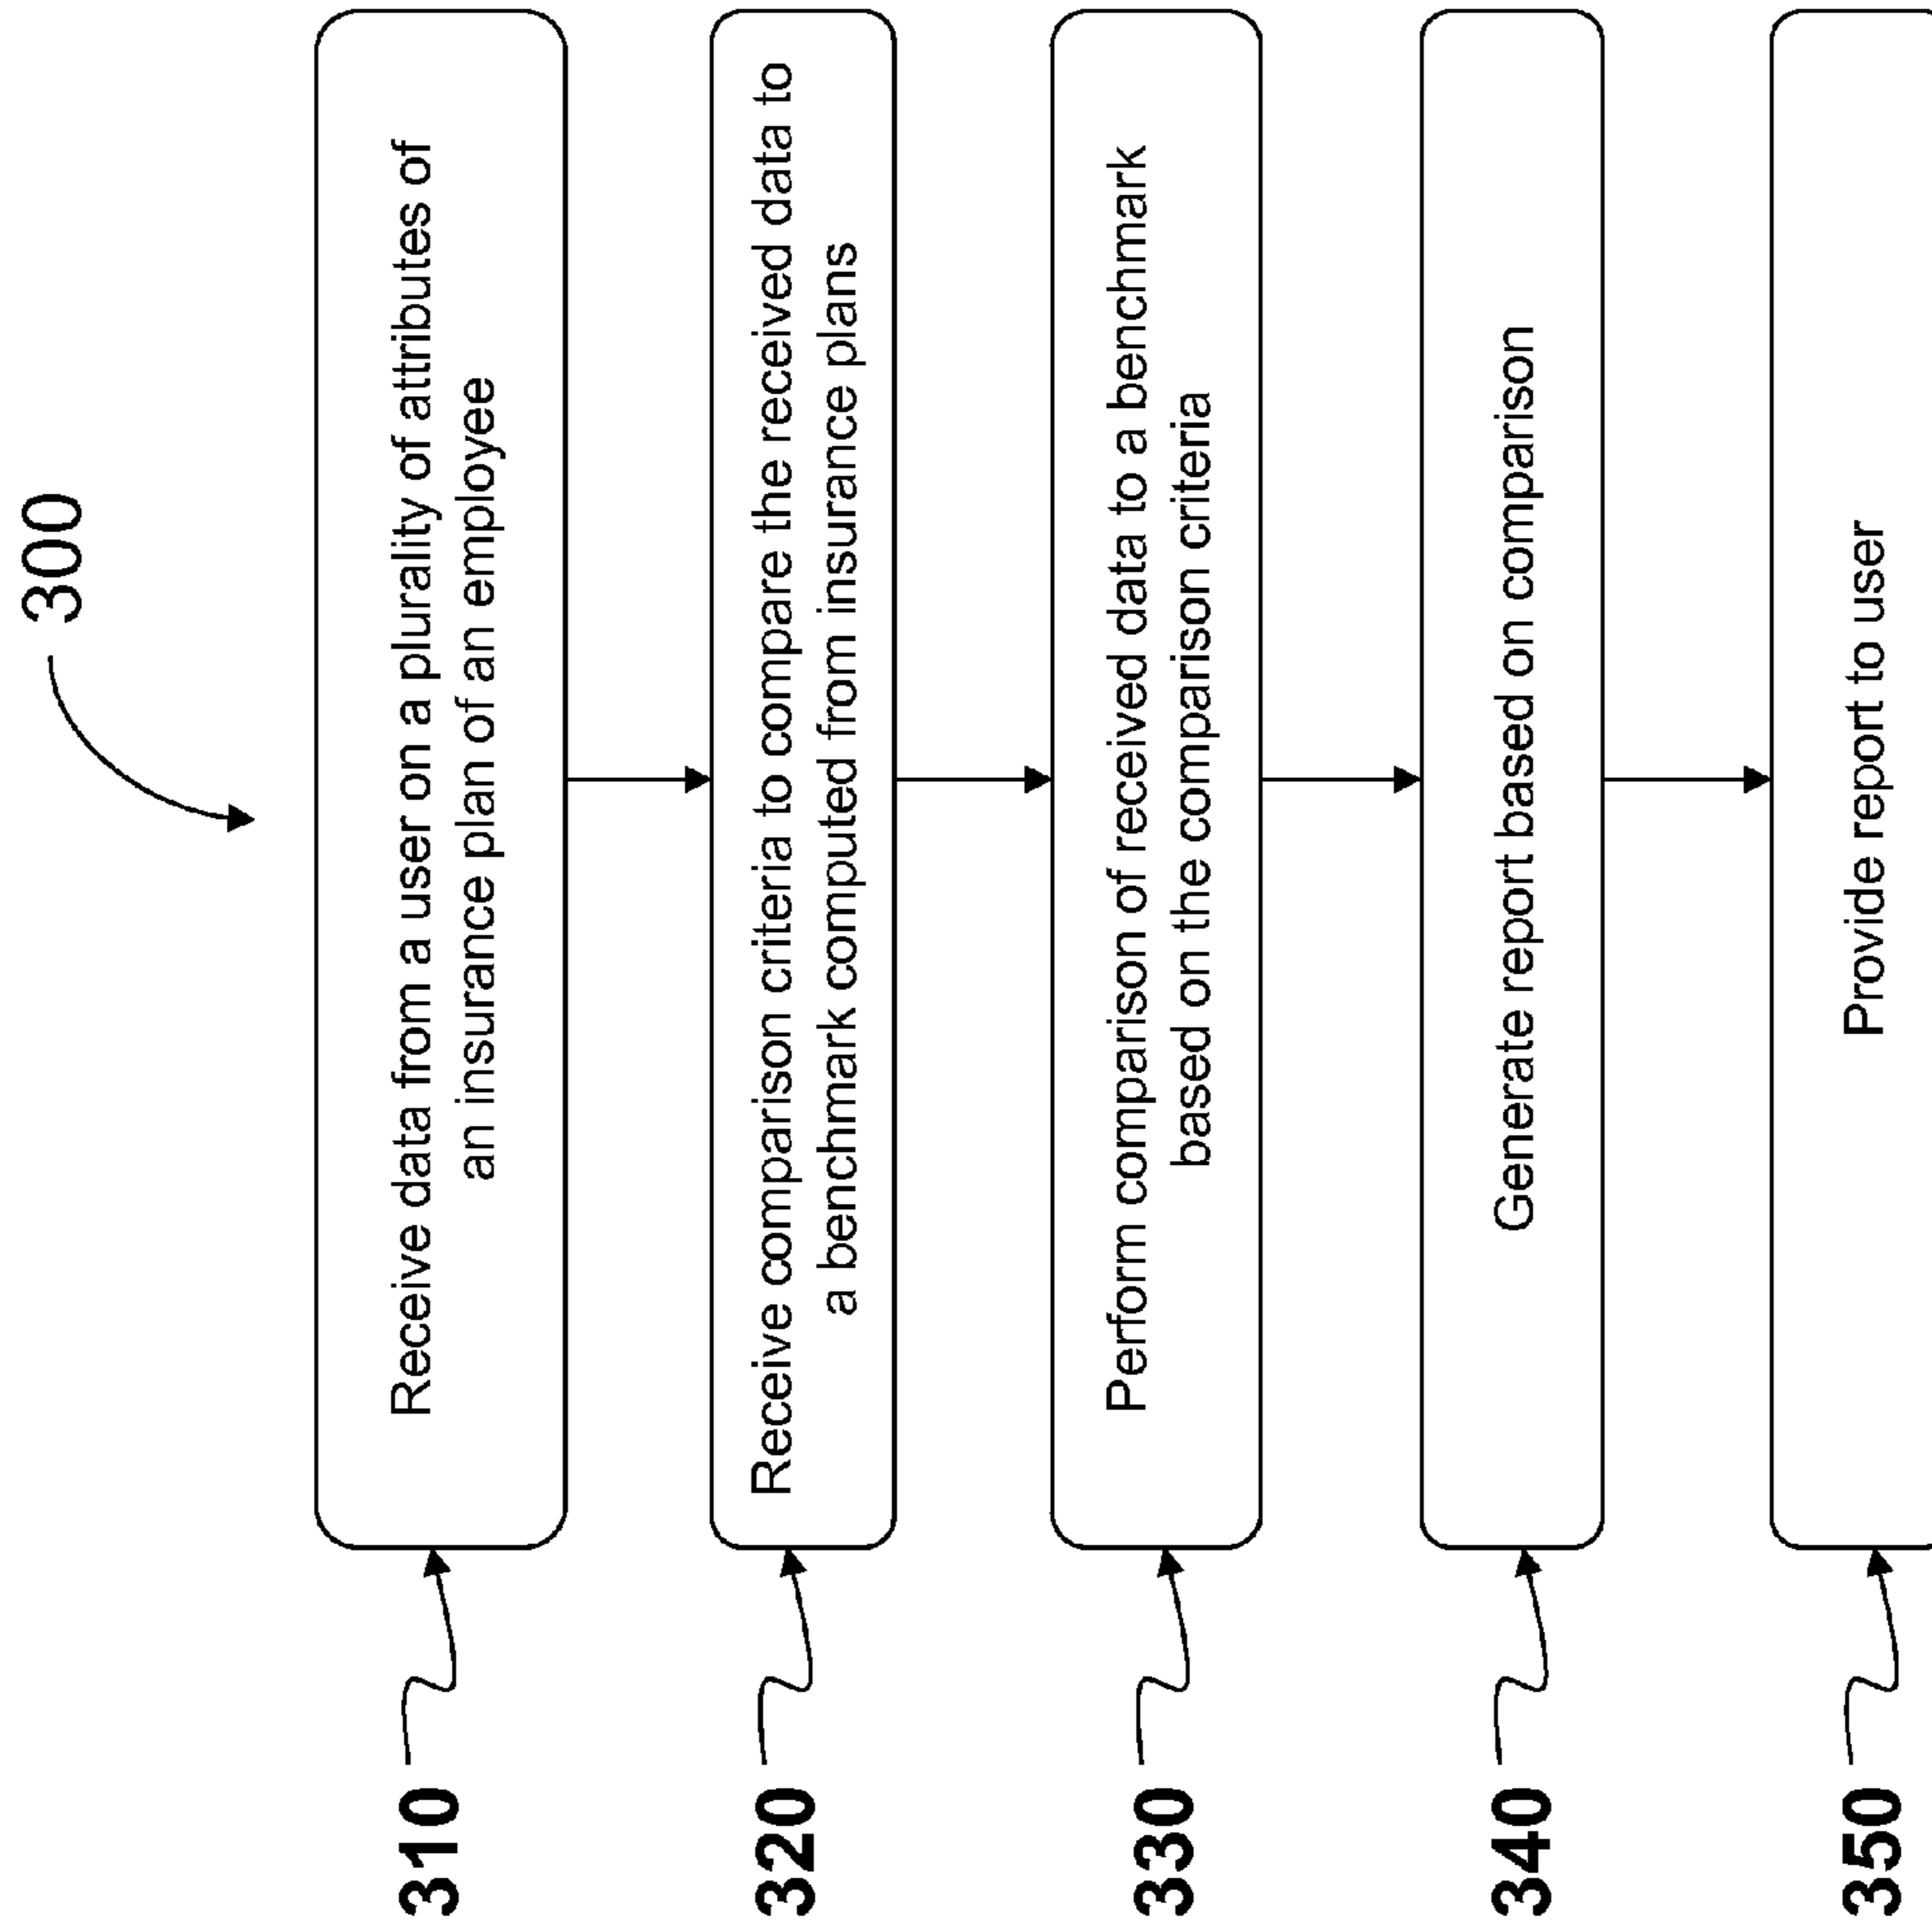 300
310
Receive data from a user on a plurality of attributes of
an insurance plan of an employee
320
Receive comparison criteria to compare the received data to
a benchmark computed from insurance plans
330
Perform comparison of received data to a benchmark
based on the comparison criteria
340
Generate report based on comparison
350
Provide report to user